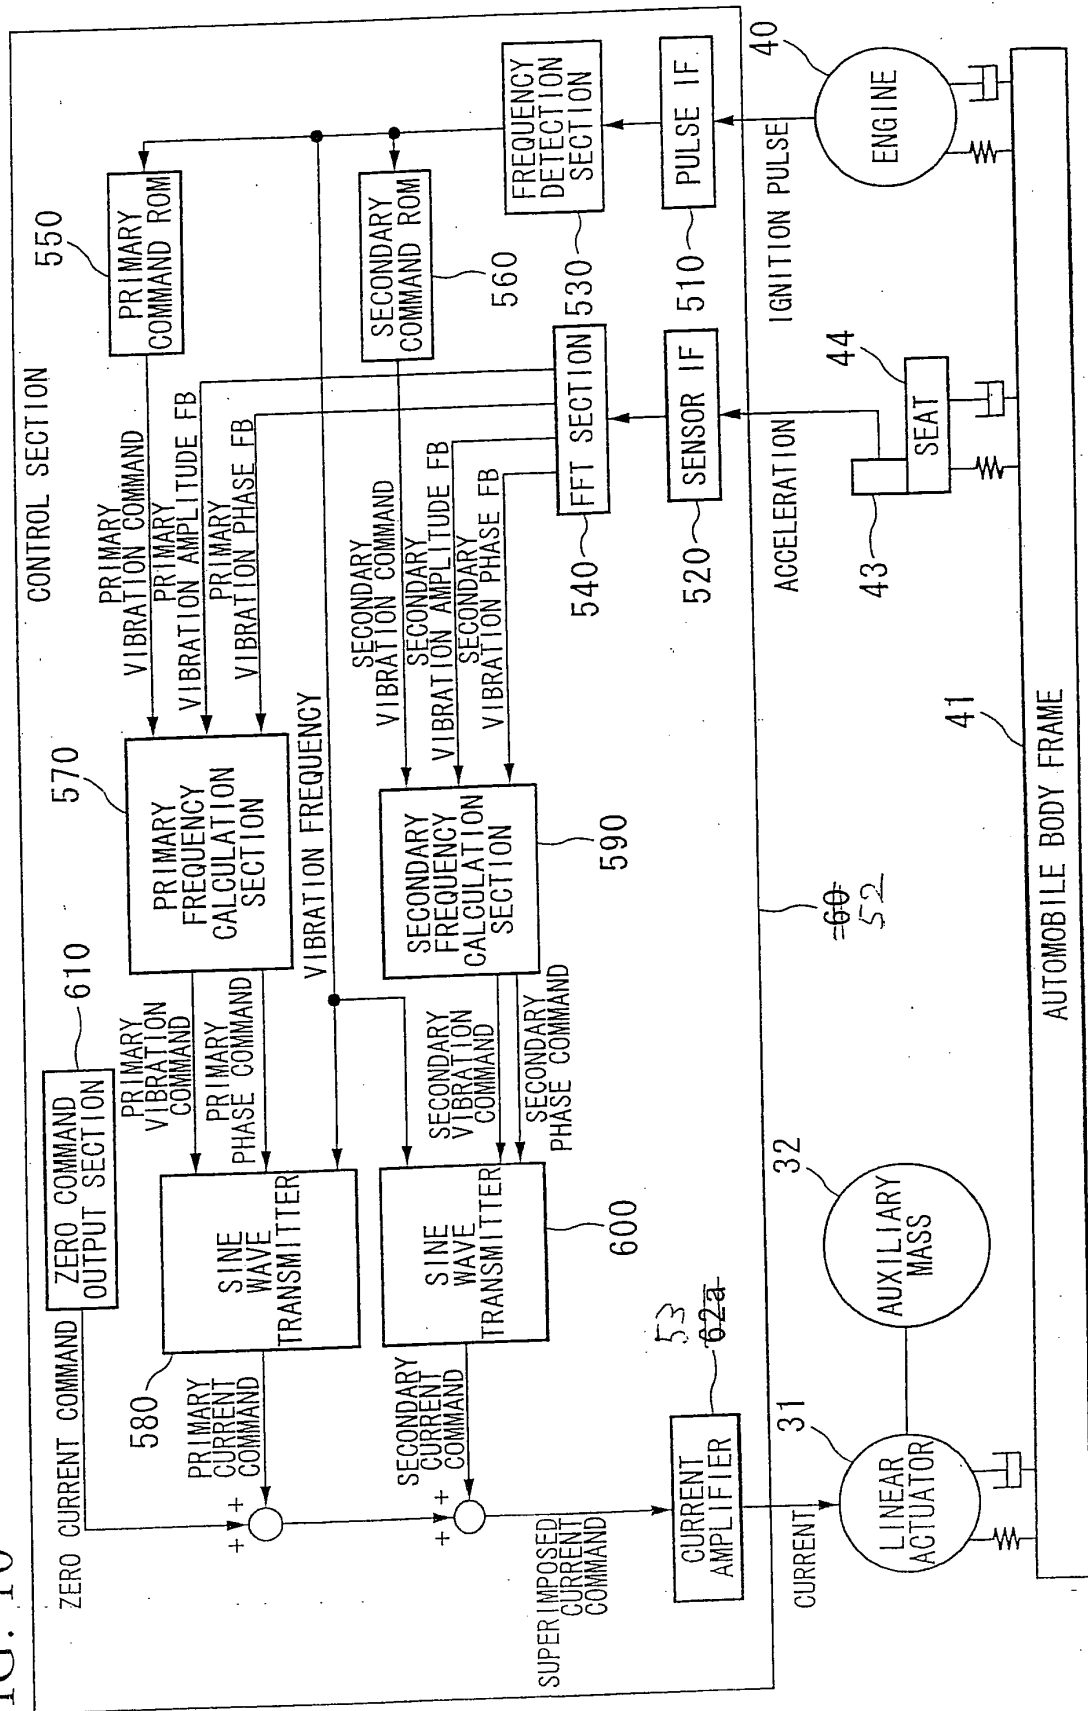 IG. 10
CONTROL SECTION
ZERO CURRENT COMMAND
ZERO COMMAND
OUTPUT SECTION
610
570
550
PRIMARY
VIBRATION
COMMAND
PRIMARY
PHASE COMMAND
PRIMARY
FREQUENCY
CALCULATION
SECTION
PRIMARY
VIBRATION COMMAND
PRIMARY
VIBRATION AMPLITUDE FB
PRIMARY
VIBRATION PHASE FB
PRIMARY
COMMAND ROM
580
SINE
WAVE
TRANSMITTER
PRIMARY
CURRENT
COMMAND
+
+
VIBRATION FREQUENCY
SECONDARY
CURRENT
COMMAND
+
+
SINE
WAVE
TRANSMITTER
600
SECONDARY
VIBRATION
COMMAND
SECONDARY
PHASE COMMAND
SECONDARY
FREQUENCY
CALCULATION
SECTION
590
SECONDARY
VIBRATION COMMAND
SECONDARY
VIBRATION AMPLITUDE FB
SECONDARY
VIBRATION PHASE FB
SECONDARY
COMMAND ROM
560
SUPERIMPOSED
CURRENT
COMMAND
540
FFT SECTION
530
FREQUENCY
DETECTION
SECTION
CURRENT
AMPLIFIER
53
62a
520
SENSOR IF
510
PULSE IF
60
52
CURRENT
ACCELERATION
IGNITION PULSE
31
LINEAR
ACTUATOR
32
AUXILIARY
MASS
43
44
SEAT
40
ENGINE
41
AUTOMOBILE BODY FRAME